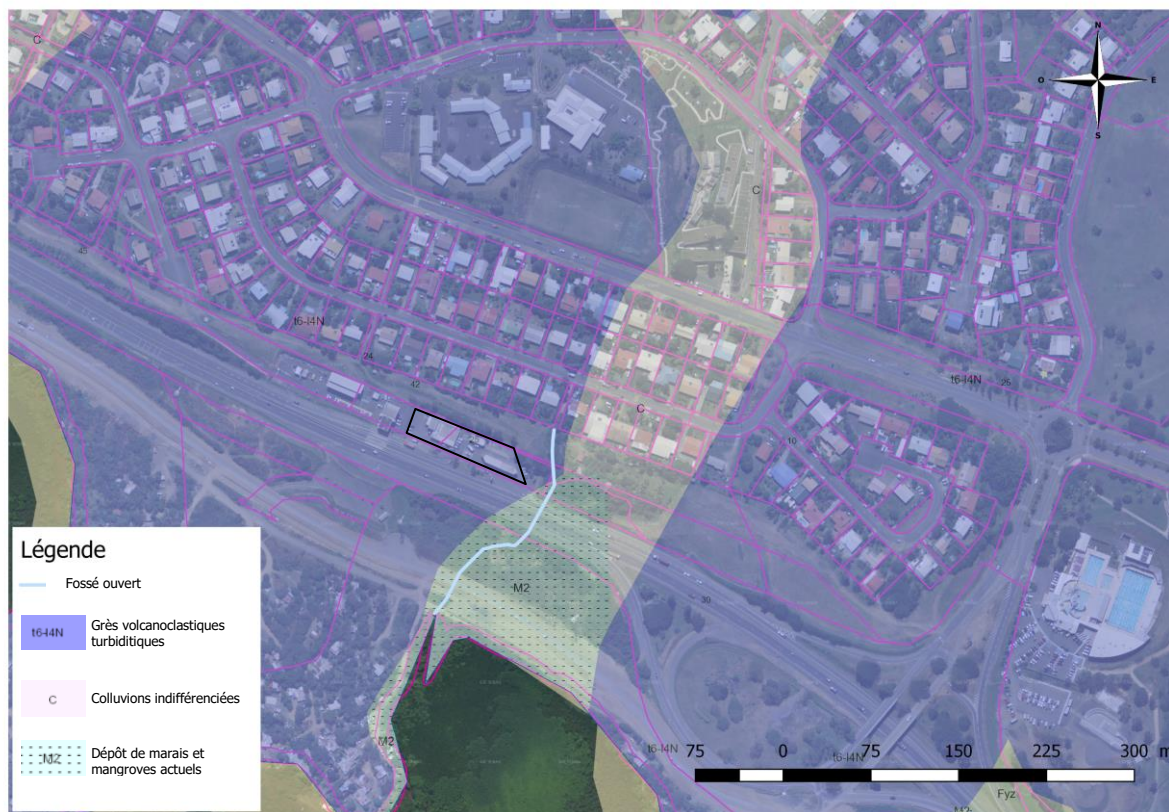 C
N
O
E
S
C
45
t6-I4N
24
42
t6-I4N
26
C
10
30
M2
M2
Légende
Fossé ouvert
t6-I4N
Grès volcanoclastiques
turbiditiques
C
Colluvions indifférenciées
M2
Dépôt de marais et
mangroves actuels
t6-I4N
t6-I4N
75 0 75 150 225 300 m
Fyz
M2